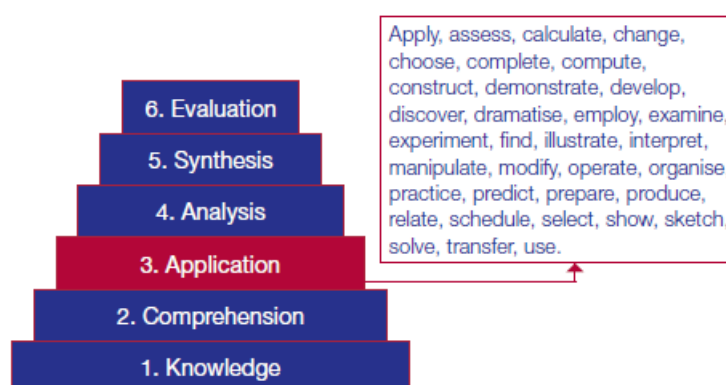 Apply, assess, calculate, change,
choose, complete, compute,
construct, demonstrate, develop,
discover, dramatise, employ, examine,
experiment, find, illustrate, interpret,
manipulate, modify, operate, organise
practice, predict, prepare, produce,
relate, schedule, select, show, sketch,
solve, transfer, use.
6. Evaluation
5. Synthesis
4. Analysis
3. Application
2. Comprehension
1. Knowledge